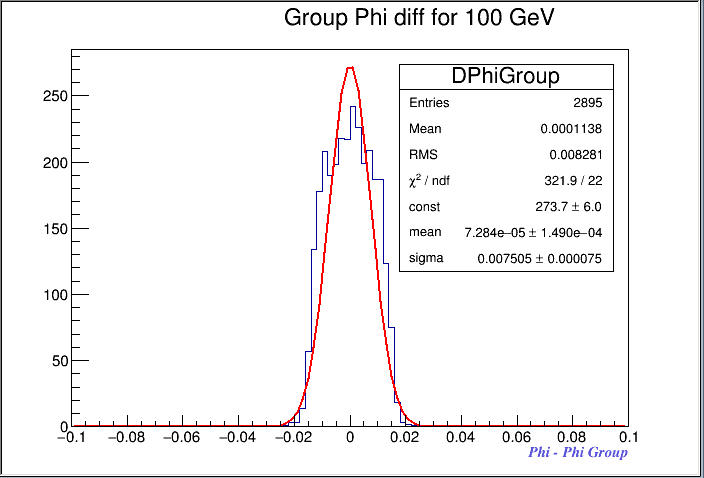 Group Phi diff for 100 GeV
DPhiGroup
Entries 2895
Mean 0.0001138
RMS 0.008281
χ² / ndf 321.9 / 22
const 273.7 ± 6.0
mean 7.284e−05 ± 1.490e−04
sigma 0.007505 ± 0.000075
250
200
150
100
50
0
−0.1 −0.08 −0.06 −0.04 −0.02 0 0.02 0.04 0.06 0.08 0.1
Phi - Phi Group